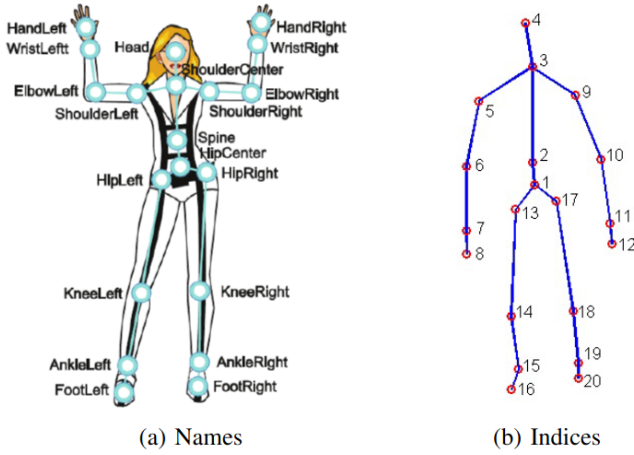 HandLeft
HandRight
WristLeftt
Head
WristRight
ShoulderCenter
ElbowLeft
ElbowRight
ShoulderLeft
ShoulderRight
Spine
HipCenter
HipLeft
HipRight
KneeLeft
KneeRight
AnkleLeft
AnkleRight
FootLeft
FootRight
(a) Names
4
3
5
9
6
2
10
1
13
17
7
11
8
12
14
18
15
19
16
20
(b) Indices